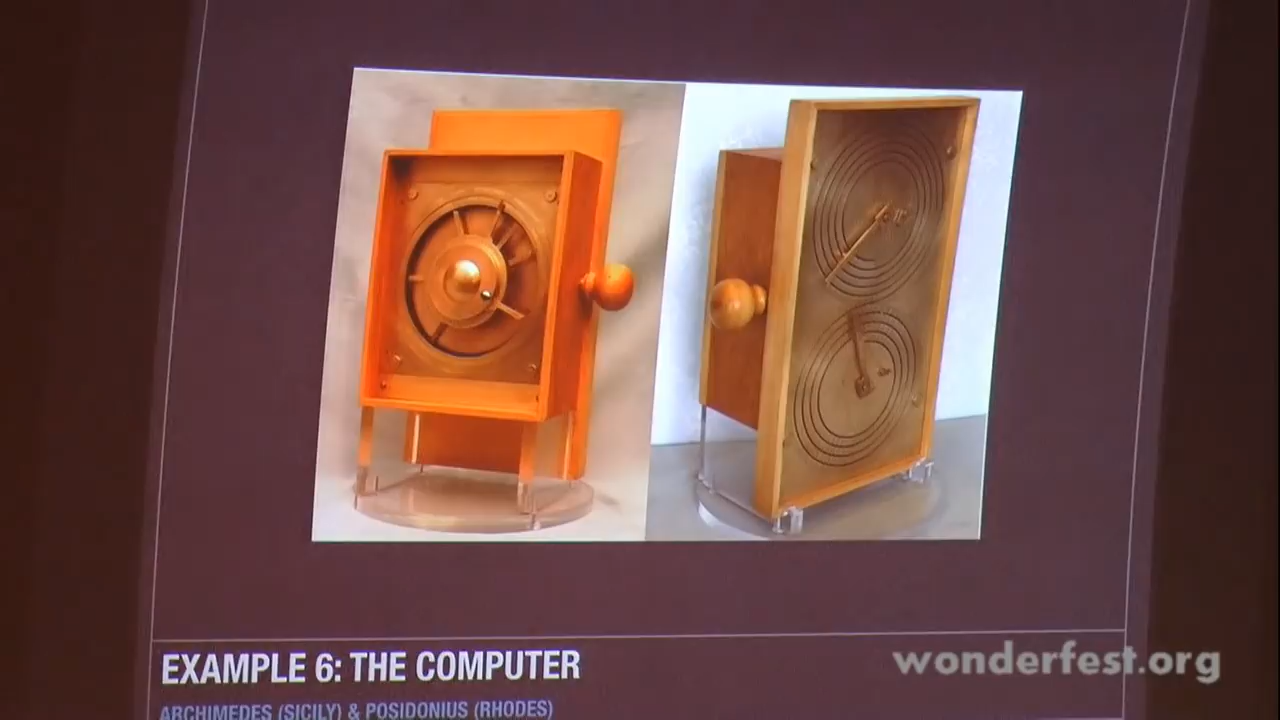 EXAMPLE 6: THE COMPUTER
ARCHIMEDES (SICILY) & POSIDONIUS (RHODES)
wonderfest.org